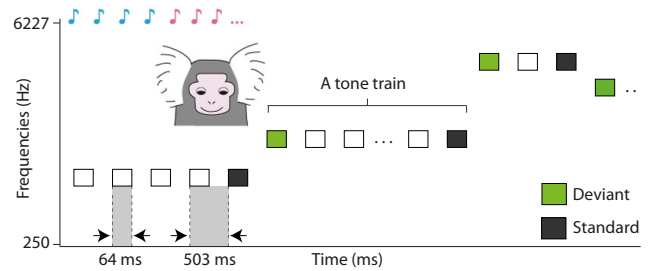 6227
...
A tone train
...
..
Frequencies (Hz)
Deviant
Standard
250
64 ms
503 ms
Time (ms)